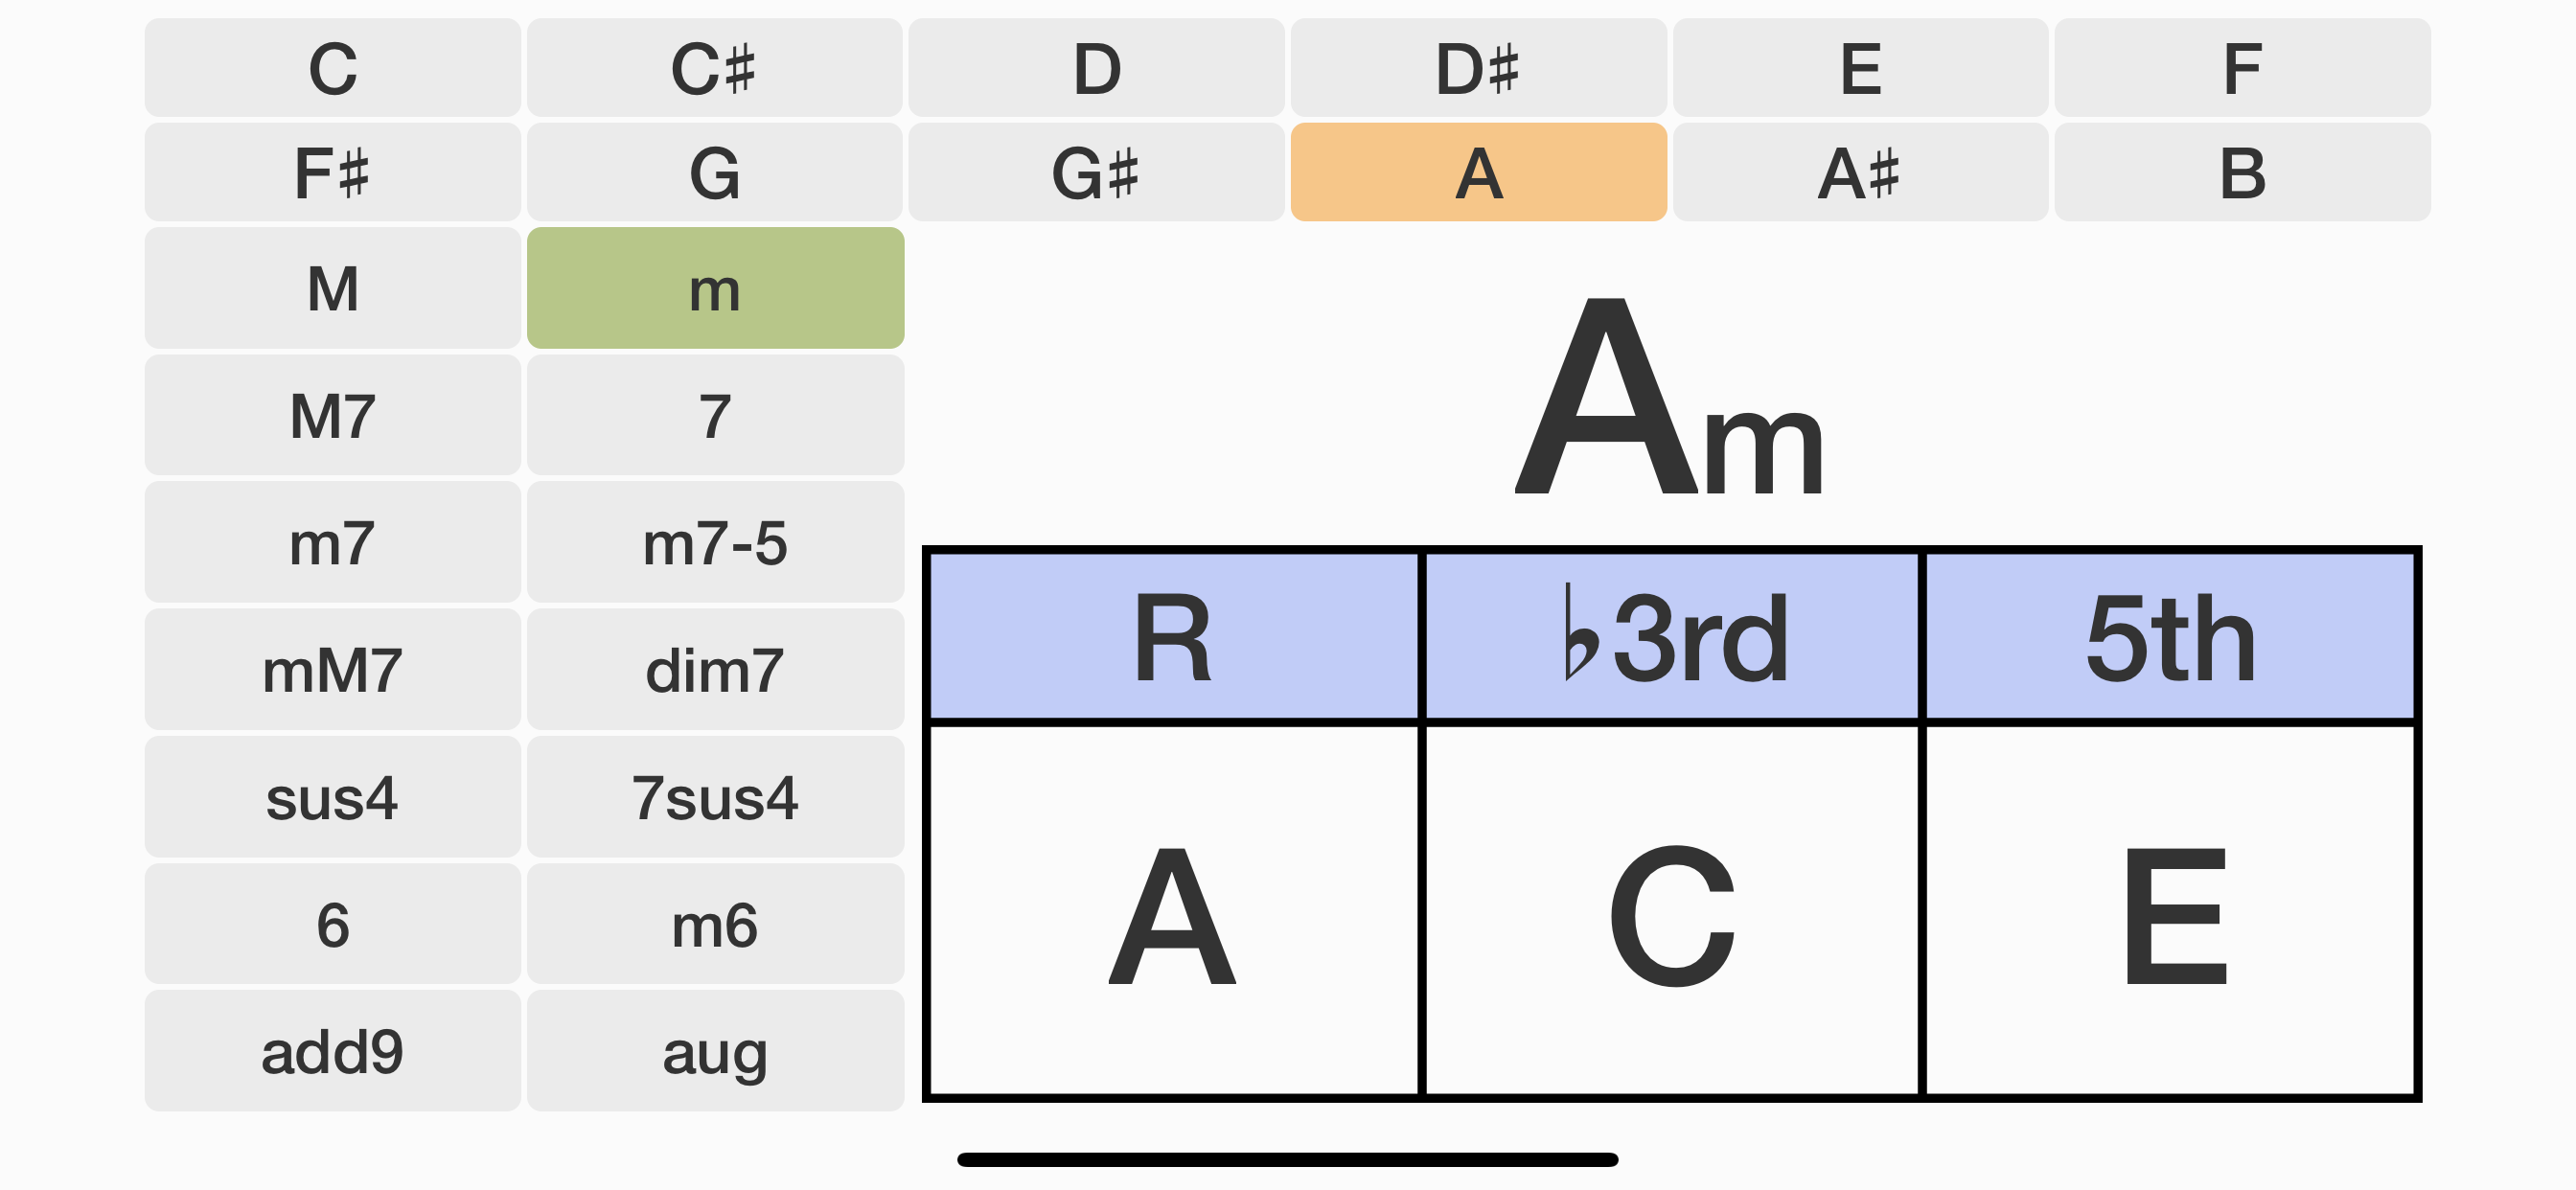 C C♯ D D♯ E F
F♯ G G♯ A A♯ B
M m
M7 7
m7 m7-5
mM7 dim7
sus4 7sus4
6 m6
add9 aug
Am
R ♭3rd 5th
A C E